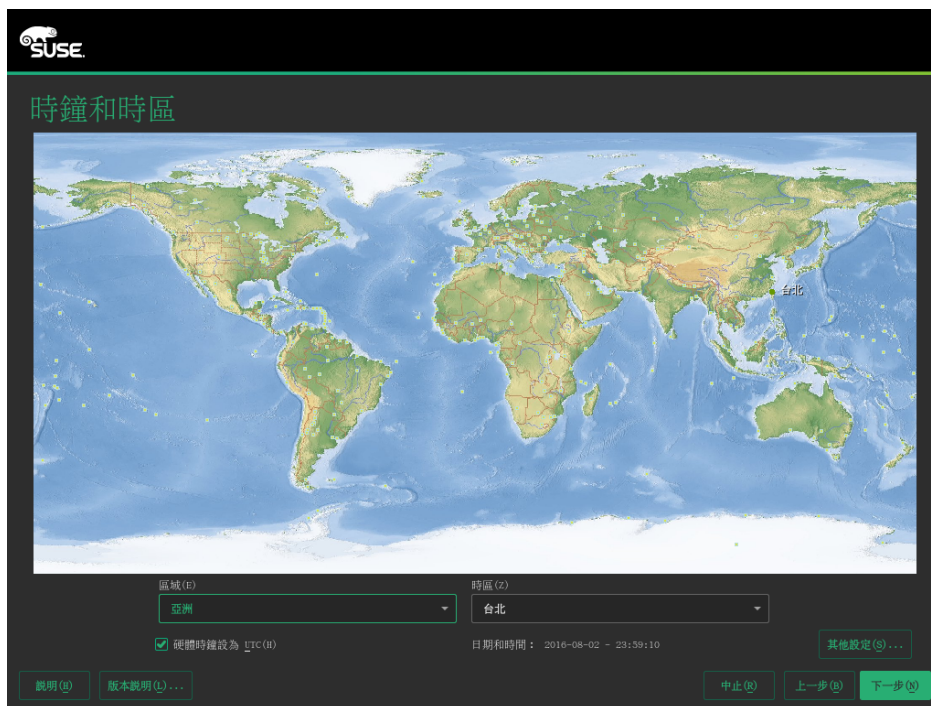 SUSE.
時鐘和時區
台北
區域(E)
時區(Z)
亞洲
台北
硬體時鐘設為 UTC(H)
日期和時間： 2016-08-02 - 23:59:10
其他設定(S)...
說明(H)
版本說明(L)...
中止(R)
上一步(B)
下一步(N)